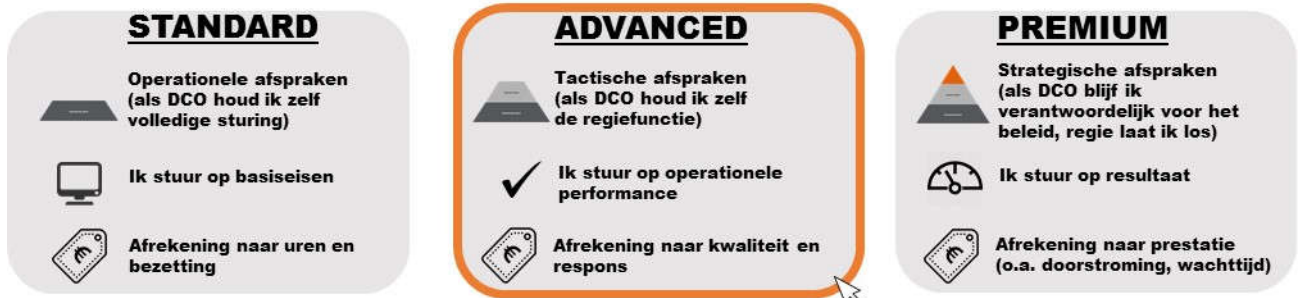 STANDARD
Operationele afspraken
(als DCO houd ik zelf
volledige sturing)
Ik stuur op basiseisen
Afrekening naar uren en
bezetting
ADVANCED
Tactische afspraken
(als DCO houd ik zelf
de regiefunctie)
Ik stuur op operationele
performance
Afrekening naar kwaliteit en
respons
PREMIUM
Strategische afspraken
(als DCO blijf ik
verantwoordelijk voor het
beleid, regie laat ik los)
Ik stuur op resultaat
Afrekening naar prestatie
(o.a. doorstroming, wachttijd)